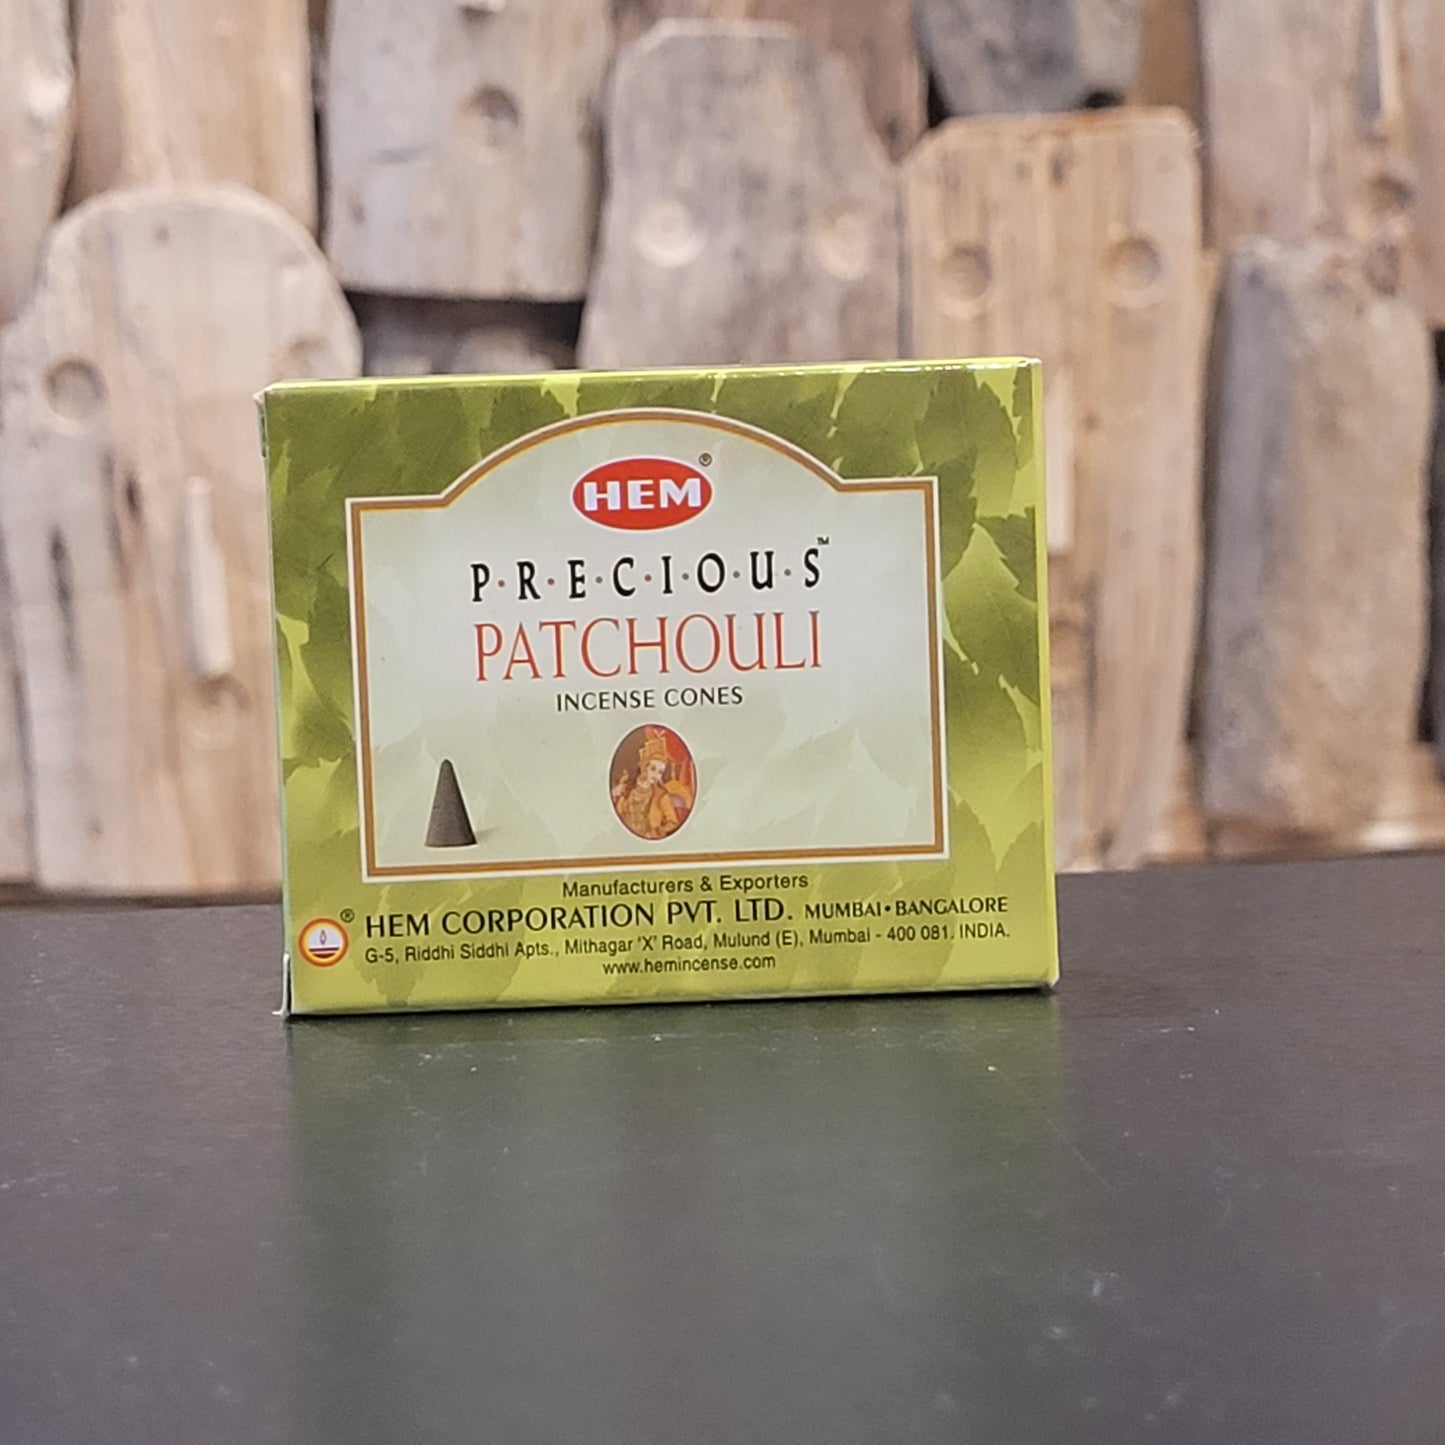 HEM®
P·R·E·C·I·O·U·S™
PATCHOULI
INCENSE CONES
Manufacturers & Exporters
® HEM CORPORATION PVT. LTD. MUMBAI•BANGALORE
G-5, Riddhi Siddhi Apts., Mithagar 'X' Road, Mulund (E), Mumbai - 400 081. INDIA.
www.hemincense.com